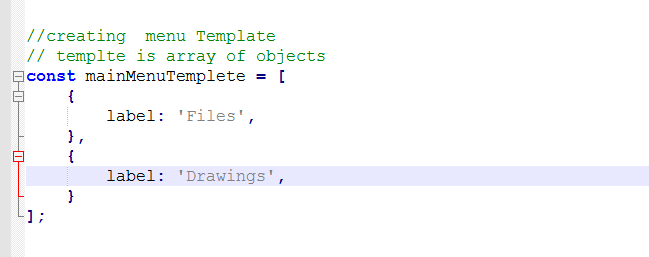 //creating  menu Template
// templte is array of objects
const mainMenuTemplete = [
    {
        label: 'Files',
    },
    {
        label: 'Drawings',
    }
];